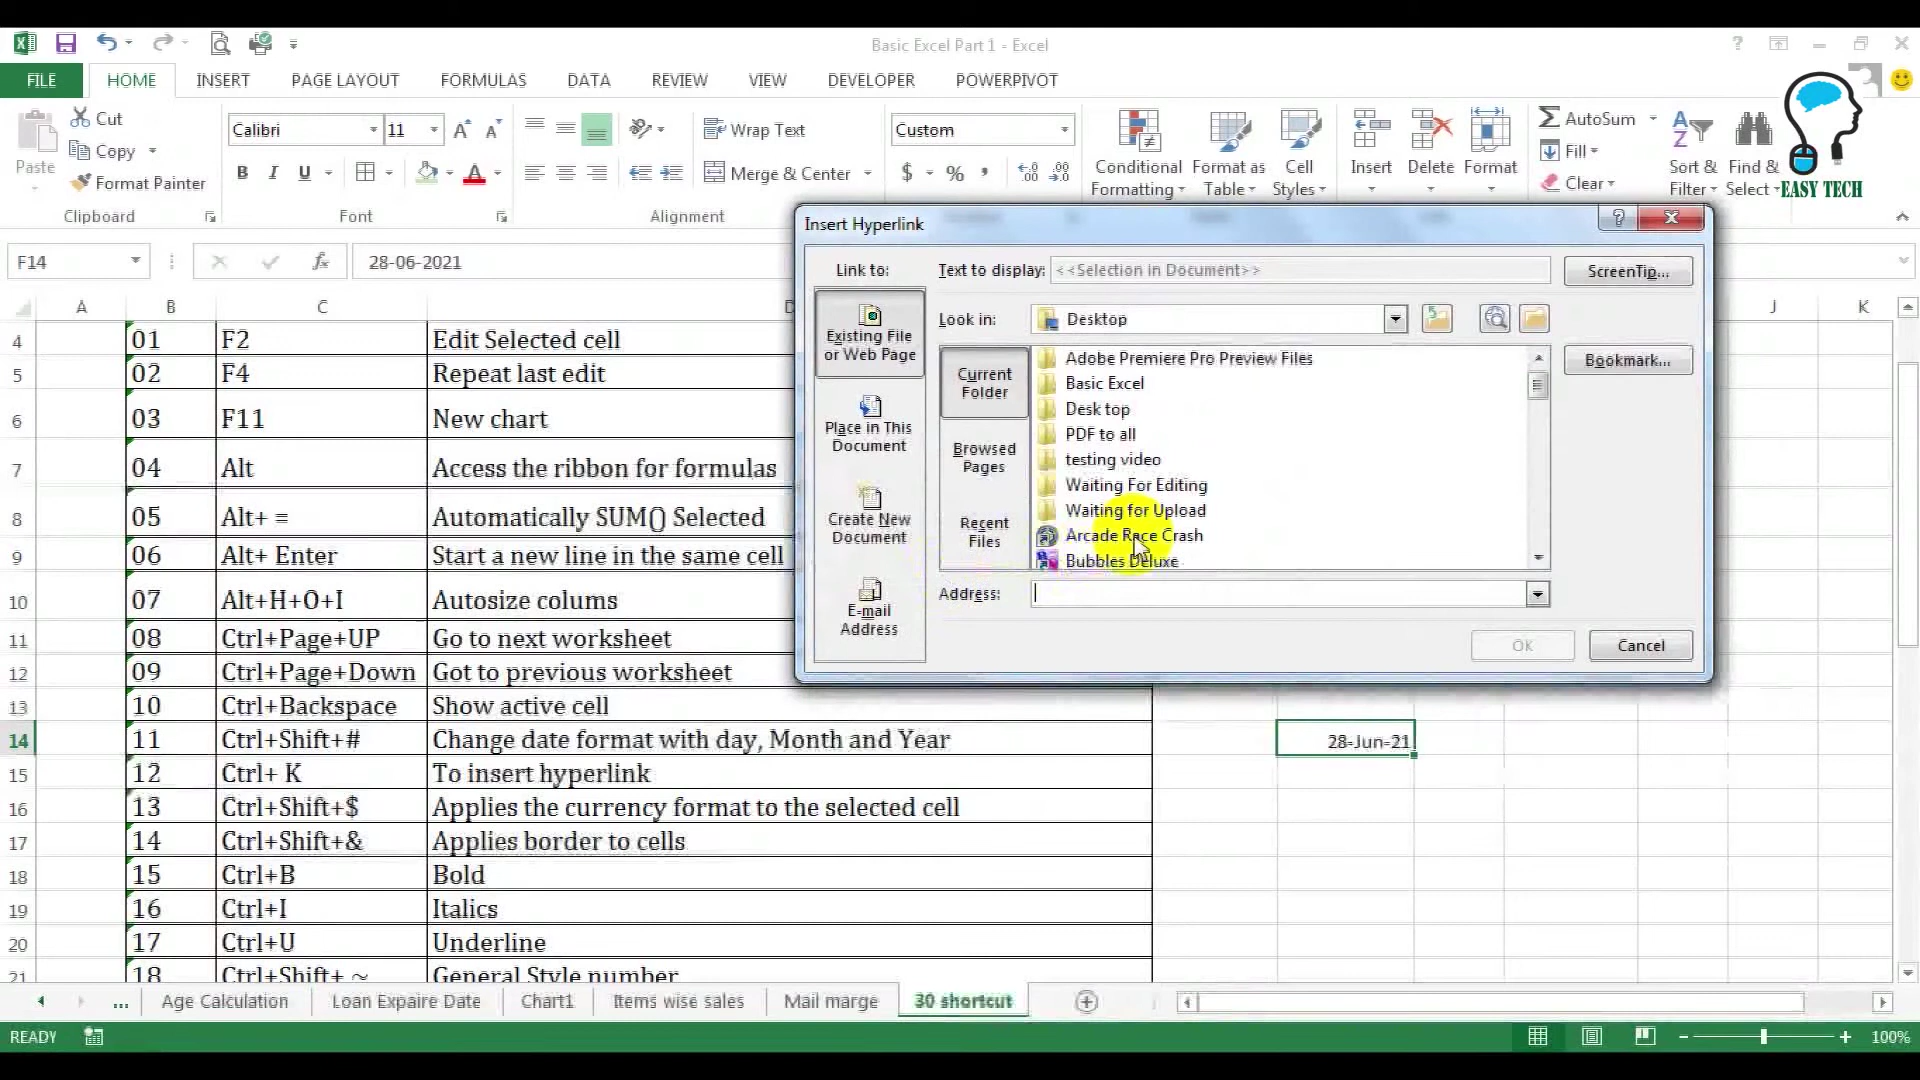 Basic Excel Part 1 - Excel
FILE HOME INSERT PAGE LAYOUT FORMULAS DATA REVIEW VIEW DEVELOPER POWERPIVOT
Paste
Cut
Copy
Format Painter
Clipboard
Calibri 11
B I U
Font
Wrap Text
Merge & Center
Alignment
Custom
$ % ,
Conditional Formatting
Format as Table
Cell Styles
Insert
Delete
Format
AutoSum
Fill
Clear
Sort & Filter
Find & Select
EASY TECH
F14
fx
28-06-2021
A B C D J K
4 01 F2 Edit Selected cell
5 02 F4 Repeat last edit
6 03 F11 New chart
7 04 Alt Access the ribbon for formulas
8 05 Alt+ = Automatically SUM() Selected
9 06 Alt+ Enter Start a new line in the same cell
10 07 Alt+H+O+I Autosize colums
11 08 Ctrl+Page+UP Go to next worksheet
12 09 Ctrl+Page+Down Got to previous worksheet
13 10 Ctrl+Backspace Show active cell
14 11 Ctrl+Shift+# Change date format with day, Month and Year 28-Jun-21
15 12 Ctrl+ K To insert hyperlink
16 13 Ctrl+Shift+$ Applies the currency format to the selected cell
17 14 Ctrl+Shift+& Applies border to cells
18 15 Ctrl+B Bold
19 16 Ctrl+I Italics
20 17 Ctrl+U Underline
21 18 Ctrl+Shift+ ~ General Style number
Insert Hyperlink
Link to:
Text to display: <<Selection in Document>>
ScreenTip...
Existing File or Web Page
Place in This Document
Create New Document
E-mail Address
Look in: Desktop
Bookmark...
Current Folder
Browsed Pages
Recent Files
Adobe Premiere Pro Preview Files
Basic Excel
Desk top
PDF to all
testing video
Waiting For Editing
Waiting for Upload
Arcade Race Crash
Bubbles Deluxe
Address:
OK Cancel
... Age Calculation Loan Expaire Date Chart1 Items wise sales Mail marge 30 shortcut
READY
100%